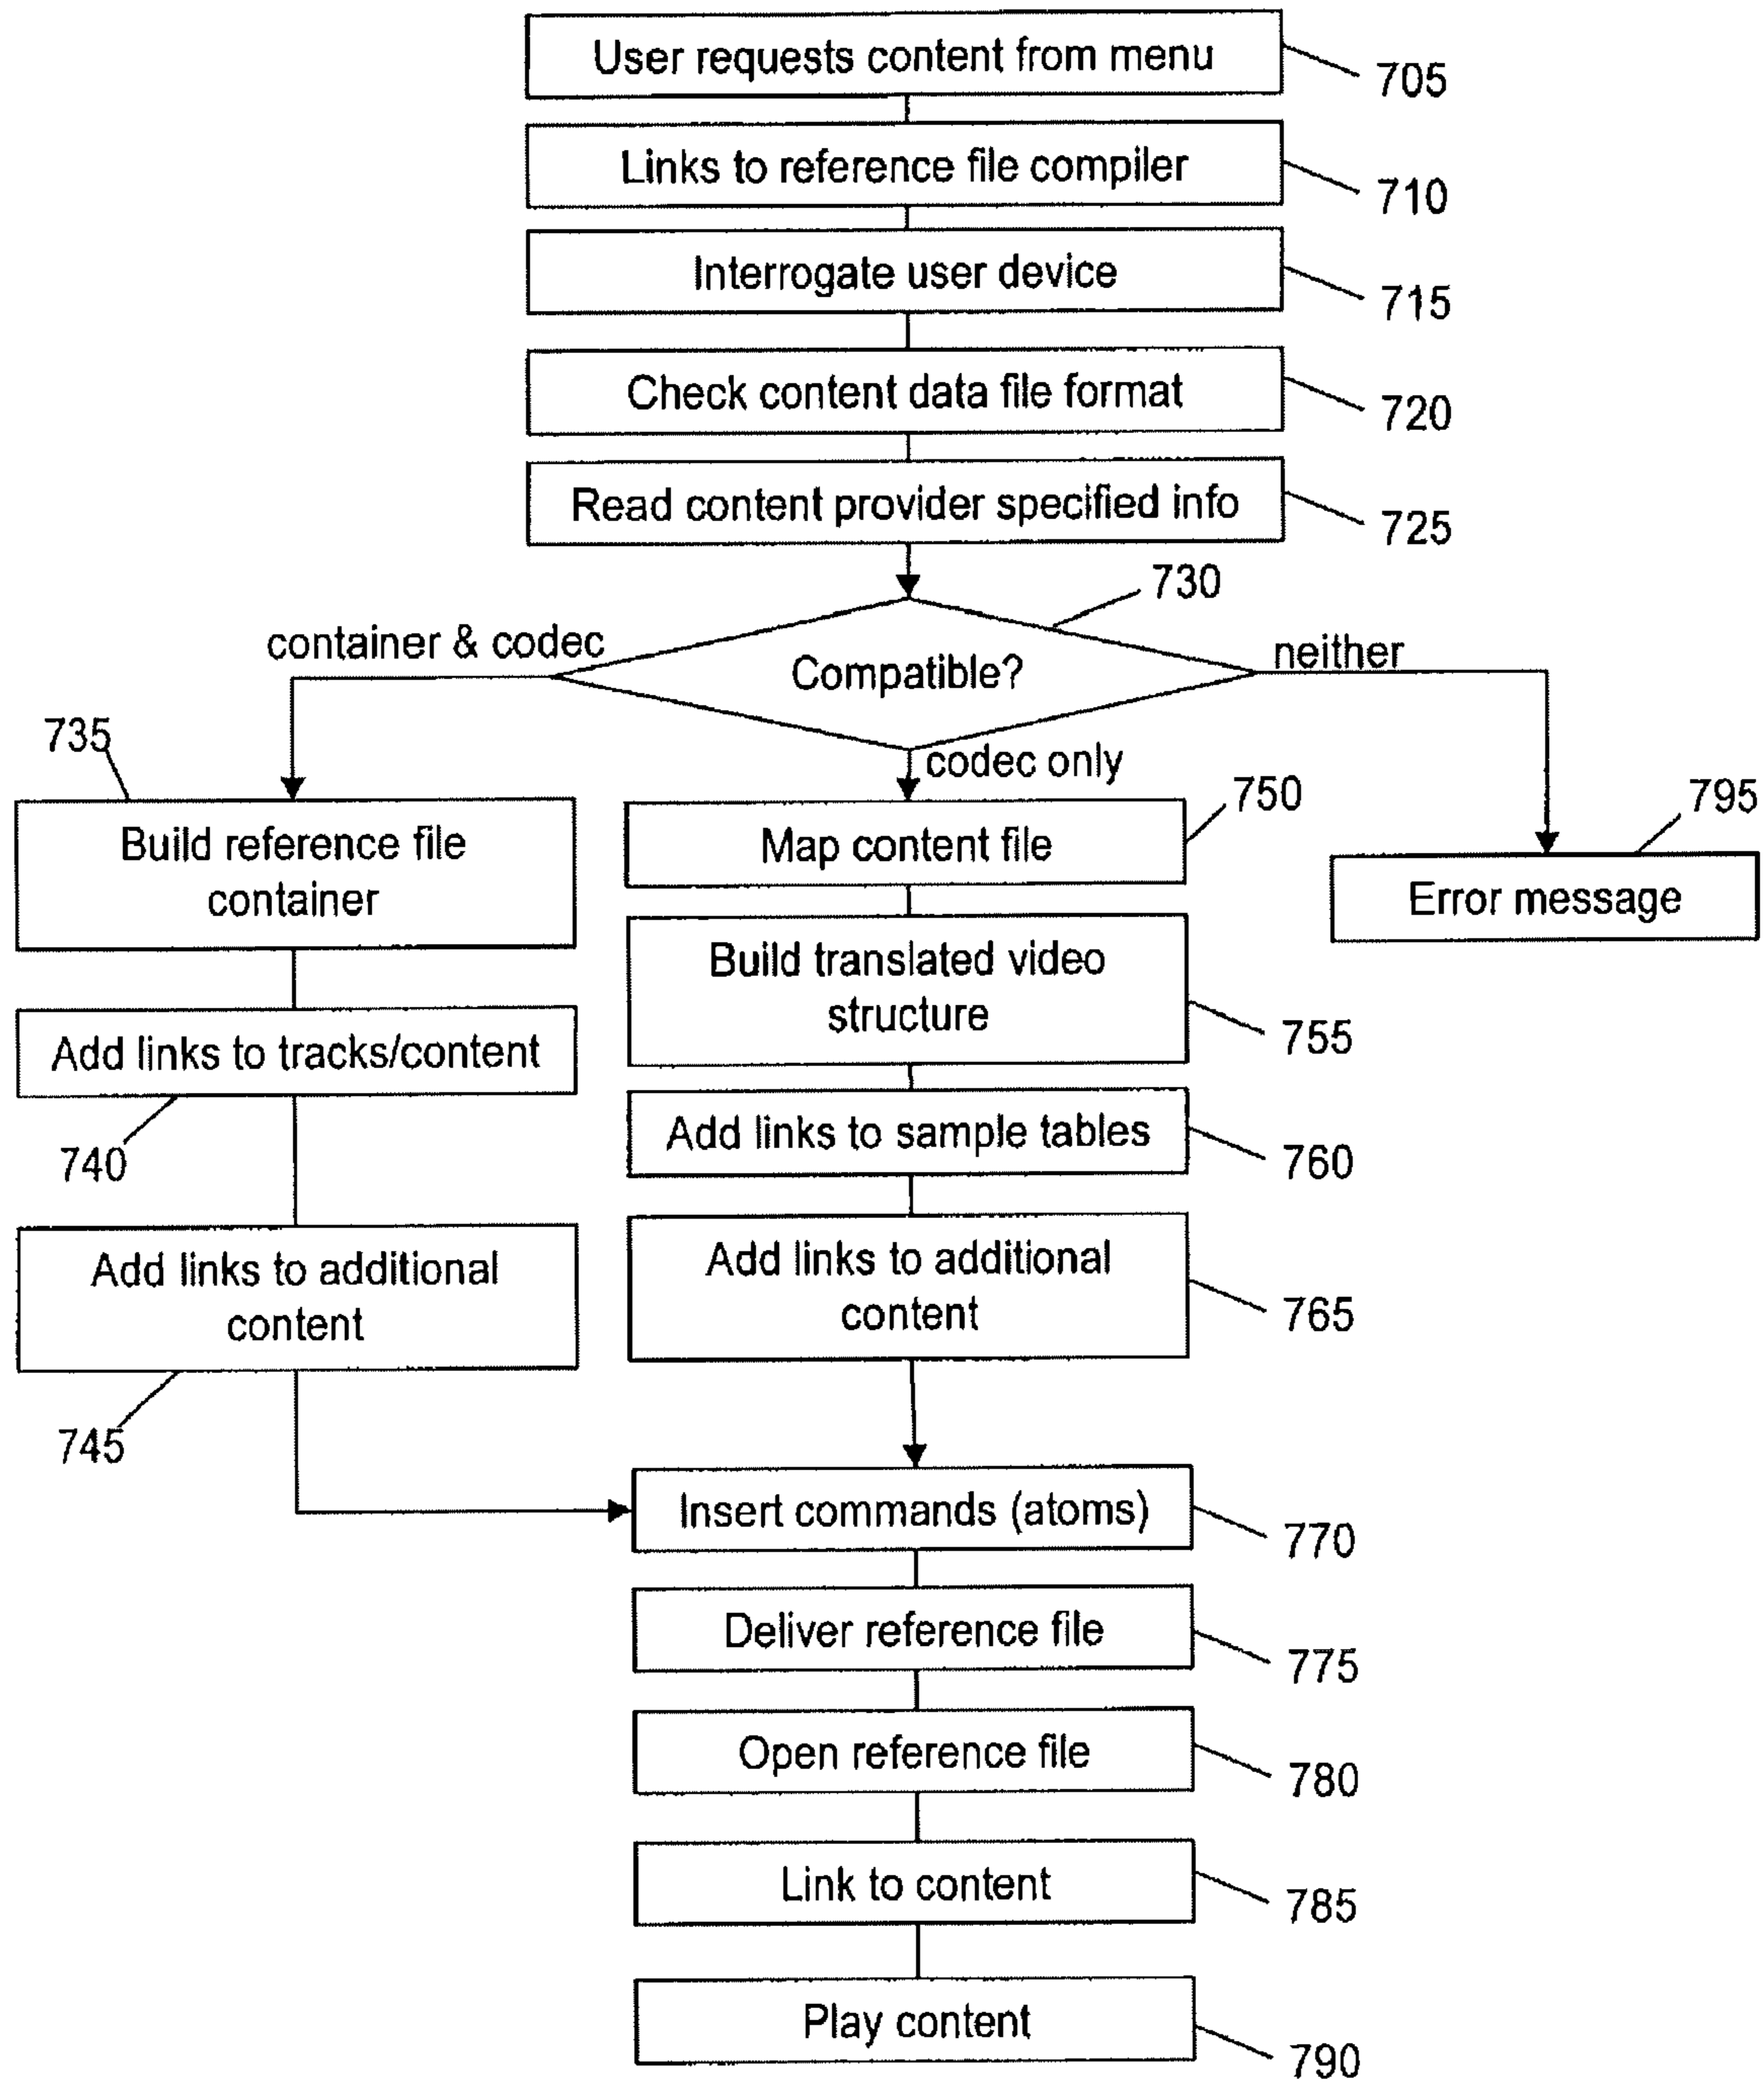 User requests content from menu
705
Links to reference file compiler
710
Interrogate user device
715
Check content data file format
720
Read content provider specified info
725
730
container & codec
Compatible?
neither
735
codec only
750
795
Build reference file
container
Map content file
Error message
Build translated video
structure
755
Add links to tracks/content
740
Add links to sample tables
760
Add links to additional
content
745
Add links to additional
content
765
Insert commands (atoms)
770
Deliver reference file
775
Open reference file
780
Link to content
785
Play content
790